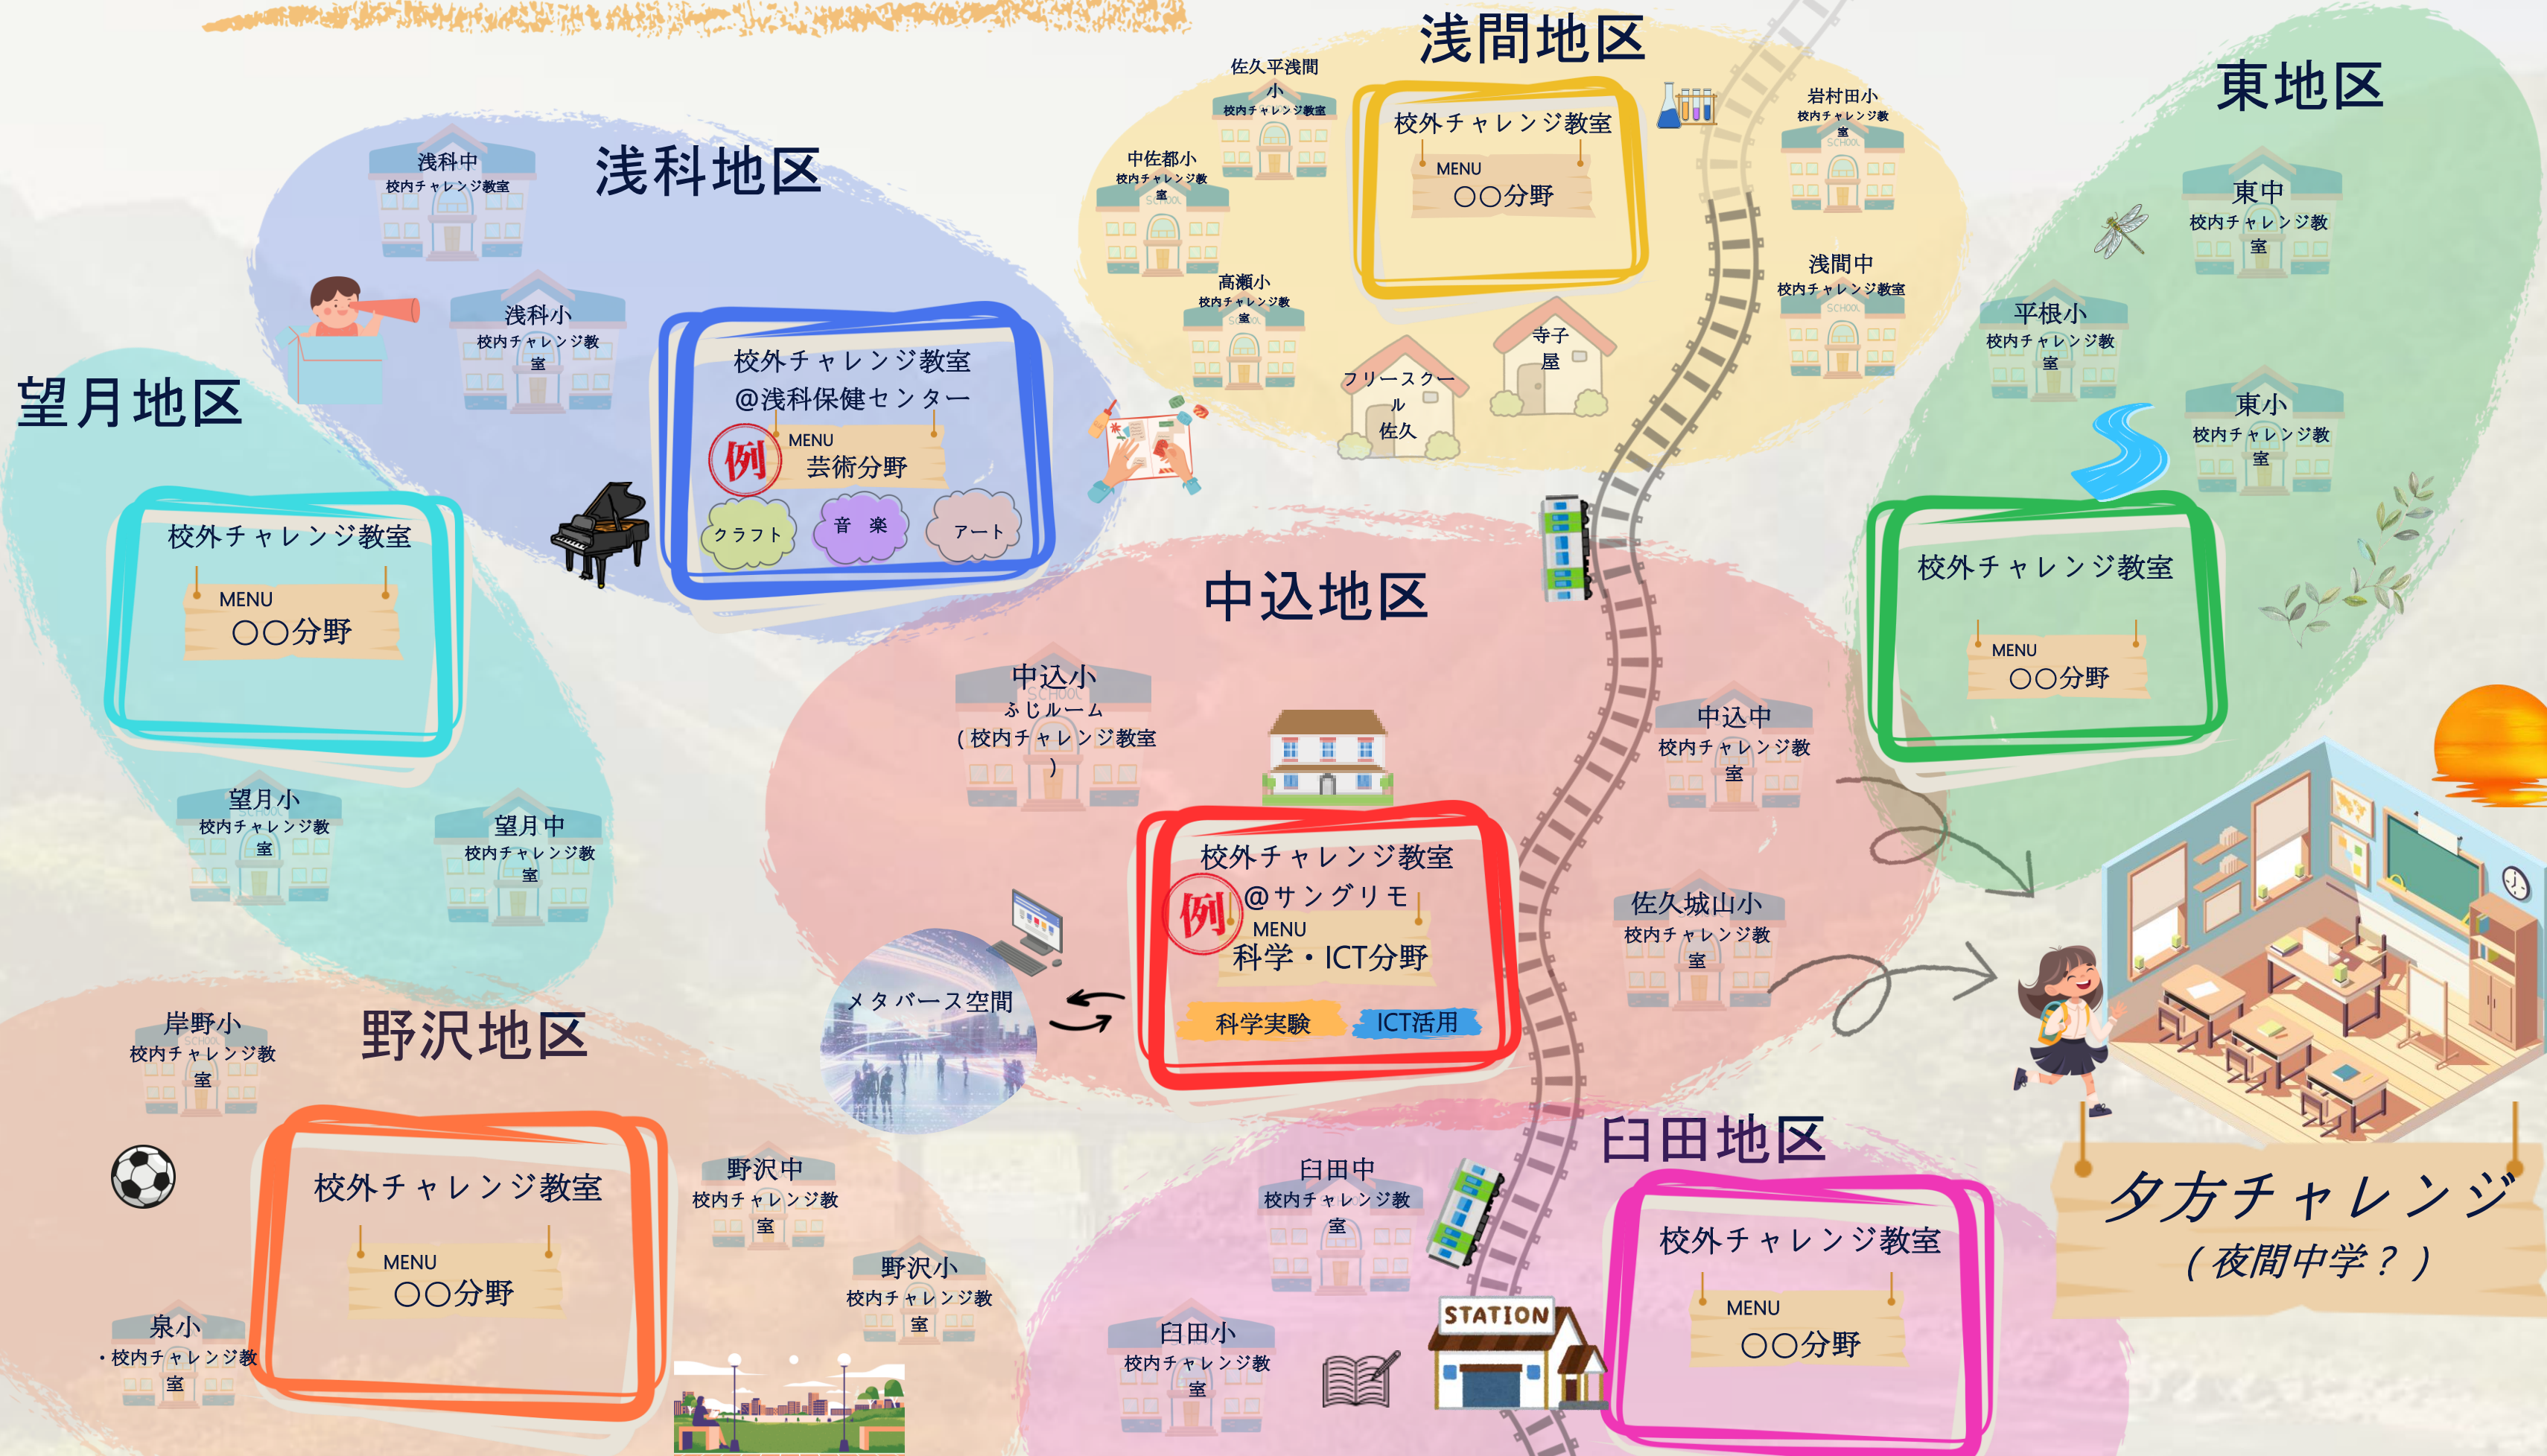 浅間地区
佐久平浅間
小
校内チャレンジ教室
中佐都小
校内チャレンジ教
室
SCHOOL
高瀬小
校内チャレンジ教
室
校外チャレンジ教室
MENU
〇〇分野
岩村田小
校内チャレンジ教
室
SCHOOL
浅間中
校内チャレンジ教室
SCHOOL
フリースクー
ル
佐久
寺子
屋
東地区
東中
校内チャレンジ教
室
平根小
校内チャレンジ教
室
東小
校内チャレンジ教
室
校外チャレンジ教室
MENU
〇〇分野
浅科地区
浅科中
校内チャレンジ教室
浅科小
校内チャレンジ教
室
校外チャレンジ教室
@浅科保健センター
例
MENU
芸術分野
クラフト
音 楽
アート
望月地区
校外チャレンジ教室
MENU
〇〇分野
望月小
校内チャレンジ教
室
望月中
校内チャレンジ教
室
中込地区
中込小
SCHOOL
ふじルーム
(校内チャレンジ教室
)
中込中
校内チャレンジ教
室
佐久城山小
校内チャレンジ教
室
校外チャレンジ教室
@サングリモ
例
MENU
科学・ICT分野
科学実験
ICT活用
メタバース空間
野沢地区
岸野小
SCHOOL
校内チャレンジ教
室
校外チャレンジ教室
MENU
〇〇分野
泉小
・校内チャレンジ教
室
野沢中
校内チャレンジ教
室
野沢小
校内チャレンジ教
室
臼田地区
臼田中
校内チャレンジ教
室
臼田小
校内チャレンジ教
室
STATION
校外チャレンジ教室
MENU
〇〇分野
夕方チャレンジ
(夜間中学？)